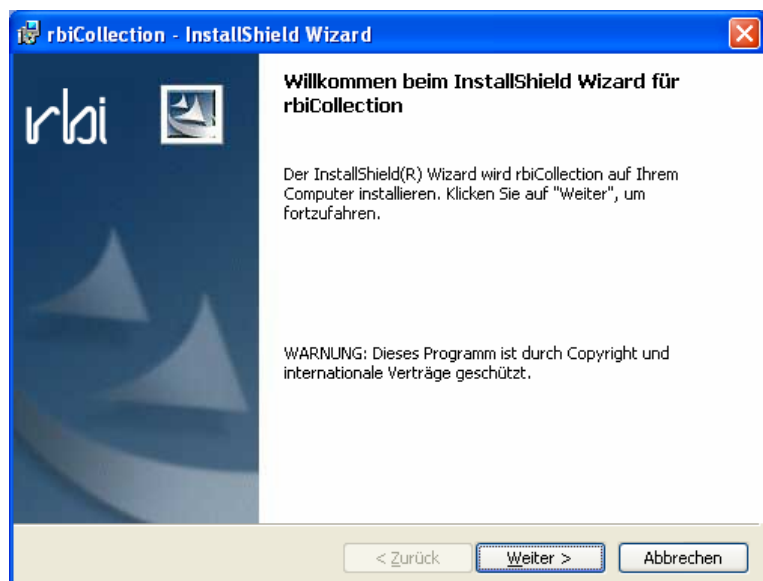 rbiCollection - InstallShield Wizard
rbi
Willkommen beim InstallShield Wizard für
rbiCollection
Der InstallShield(R) Wizard wird rbiCollection auf Ihrem
Computer installieren. Klicken Sie auf "Weiter", um
fortzufahren.
WARNUNG: Dieses Programm ist durch Copyright und
internationale Verträge geschützt.
< Zurück
Weiter >
Abbrechen